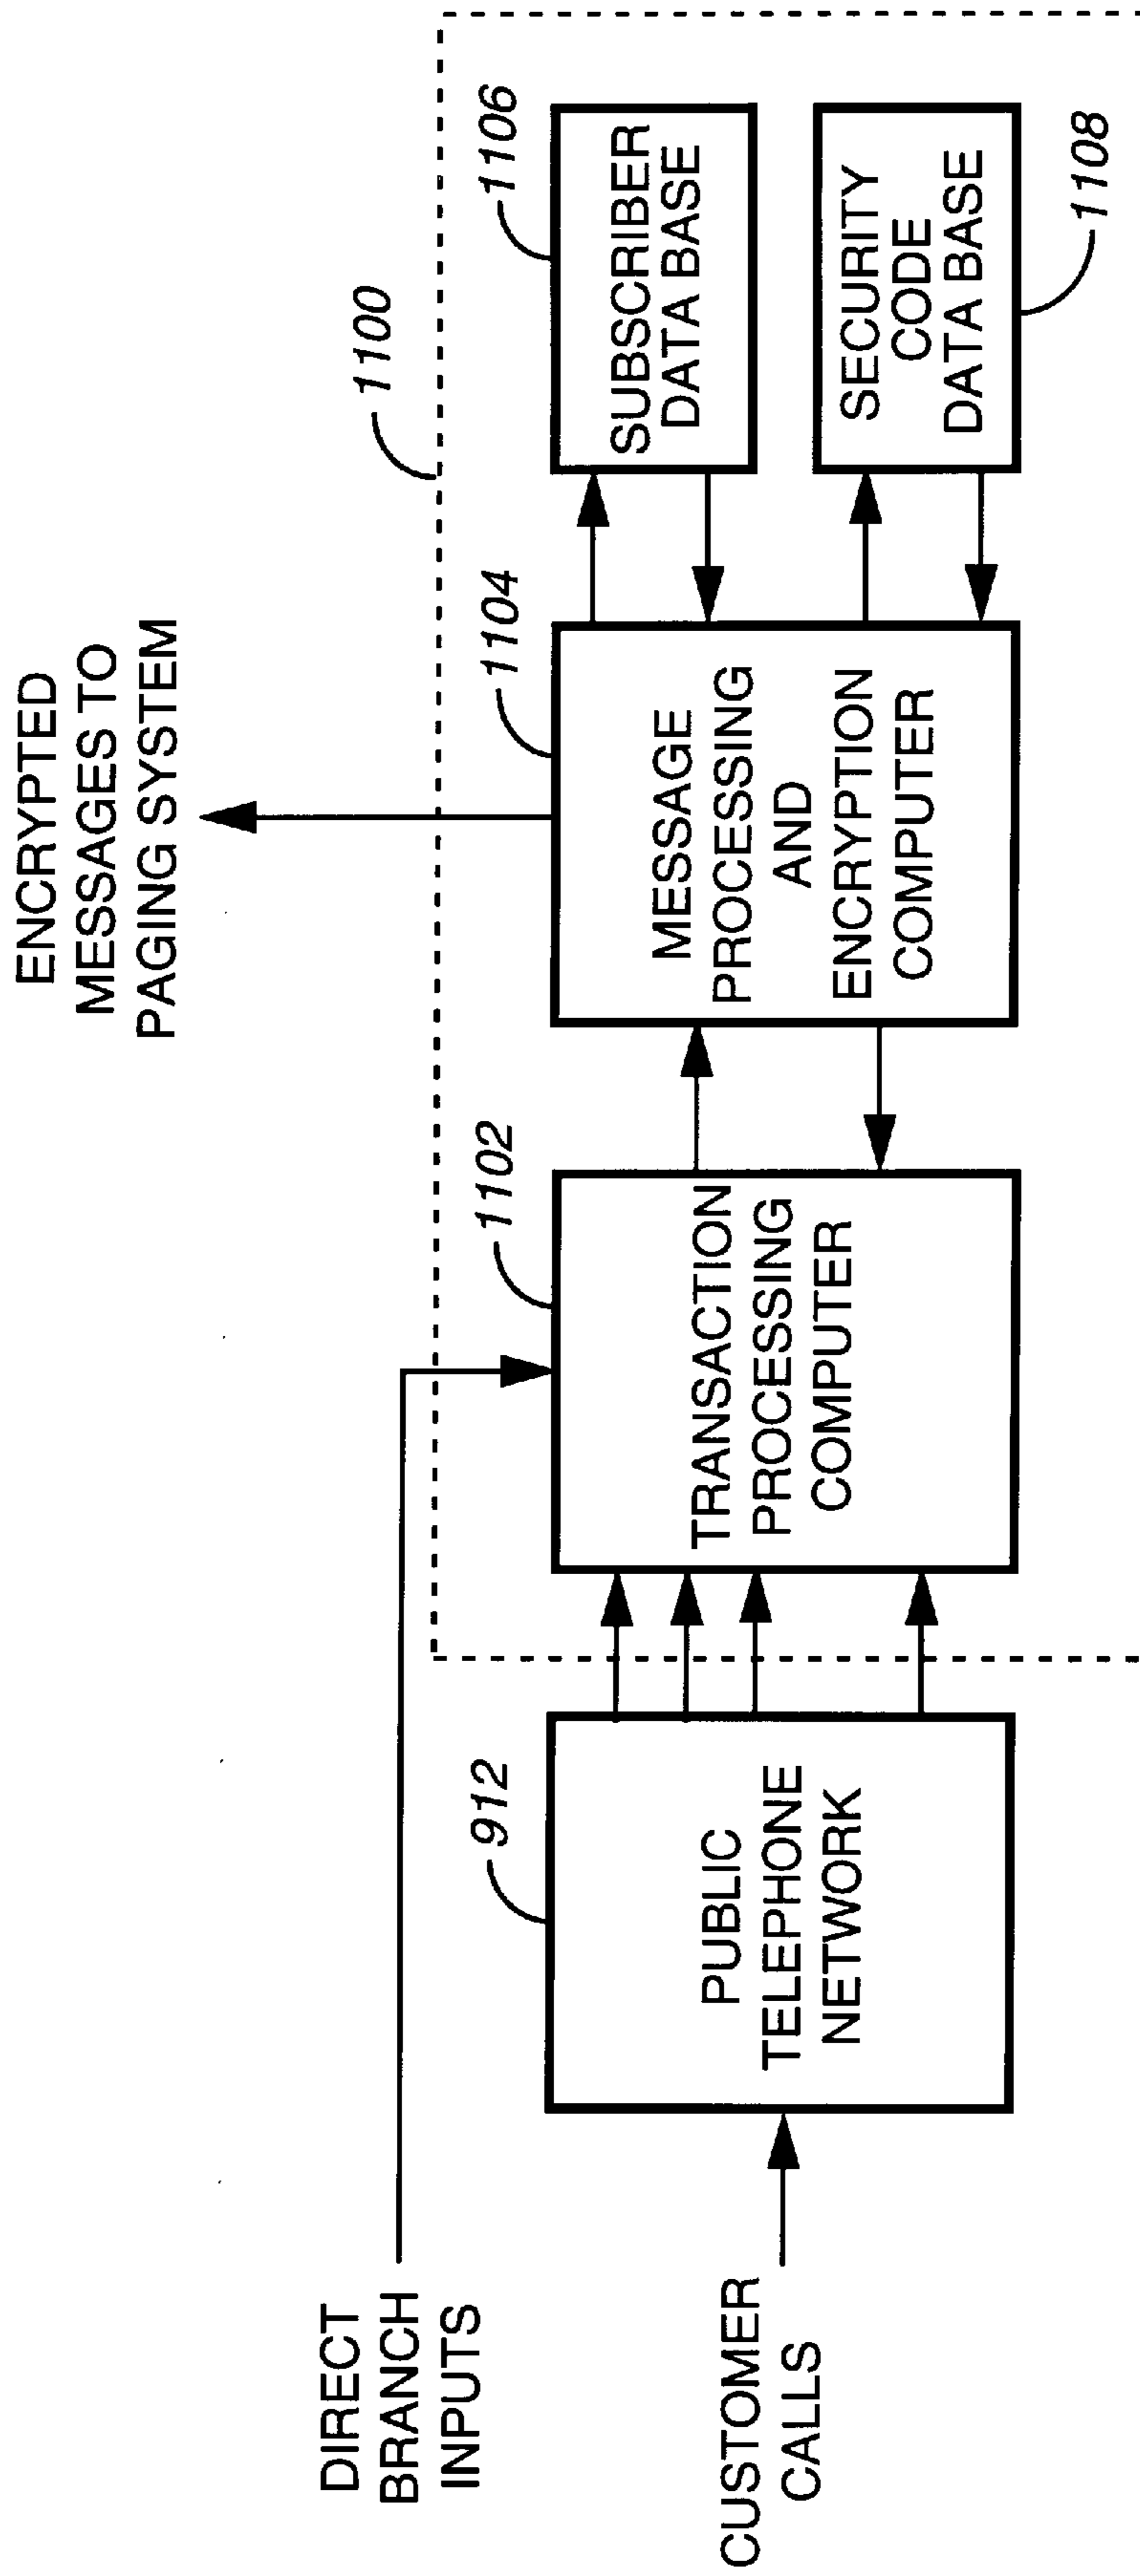 ENCRYPTED
MESSAGES TO
PAGING SYSTEM
1100
DIRECT
BRANCH
INPUTS
CUSTOMER
CALLS
912
PUBLIC
TELEPHONE
NETWORK
1102
TRANSACTION
PROCESSING
COMPUTER
1104
MESSAGE
PROCESSING
AND
ENCRYPTION
COMPUTER
1106
SUBSCRIBER
DATA BASE
SECURITY
CODE
DATA BASE
1108